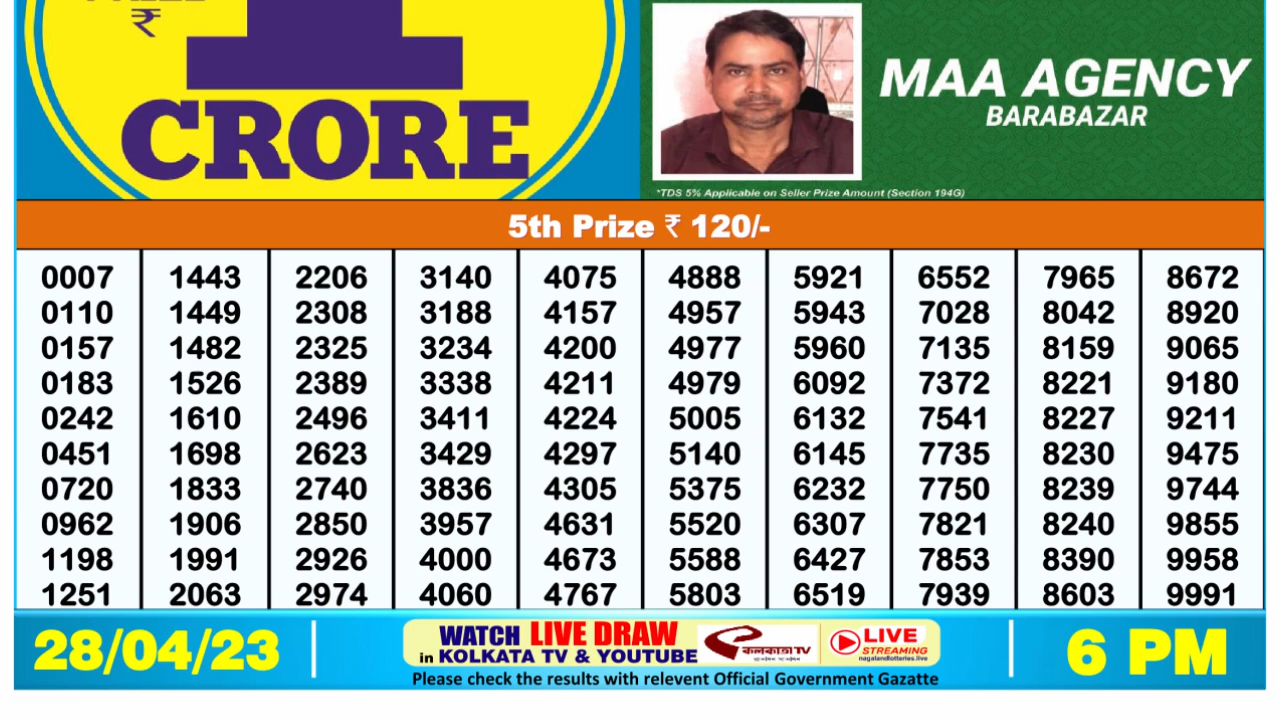 ₹
1
CRORE
MAA AGENCY
BARABAZAR
*TDS 5% Applicable on Seller Prize Amount (Section 194G)
5th Prize ₹ 120/-
0007 1443 2206 3140 4075 4888 5921 6552 7965 8672
0110 1449 2308 3188 4157 4957 5943 7028 8042 8920
0157 1482 2325 3234 4200 4977 5960 7135 8159 9065
0183 1526 2389 3338 4211 4979 6092 7372 8221 9180
0242 1610 2496 3411 4224 5005 6132 7541 8227 9211
0451 1698 2623 3429 4297 5140 6145 7735 8230 9475
0720 1833 2740 3836 4305 5375 6232 7750 8239 9744
0962 1906 2850 3957 4631 5520 6307 7821 8240 9855
1198 1991 2926 4000 4673 5588 6427 7853 8390 9958
1251 2063 2974 4060 4767 5803 6519 7939 8603 9991
28/04/23
WATCH LIVE DRAW
in KOLKATA TV & YOUTUBE
কলকাতা TV
LIVE
STREAMING
nagalandlotteries.live
Please check the results with relevent Official Government Gazatte
6 PM